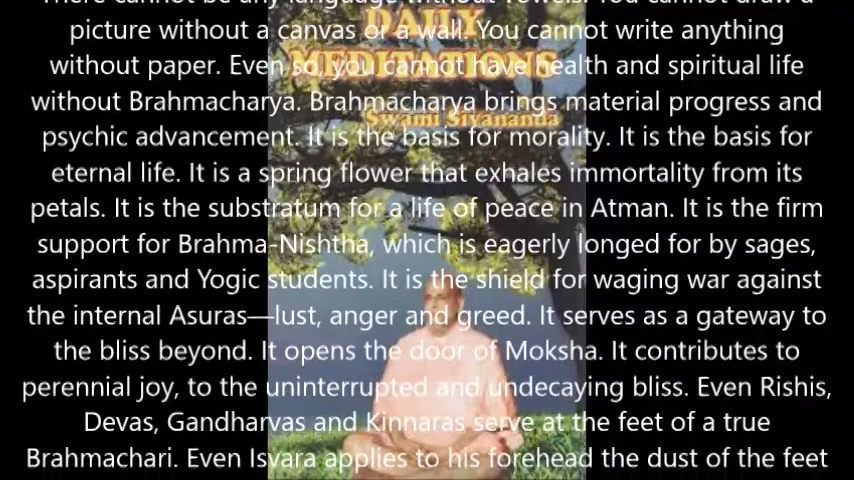 There cannot be any language without vowels. You cannot draw a
picture without a canvas or a wall. You cannot write anything
without paper. Even so, you cannot have health and spiritual life
without Brahmacharya. Brahmacharya brings material progress and
psychic advancement. It is the basis for morality. It is the basis for
eternal life. It is a spring flower that exhales immortality from its
petals. It is the substratum for a life of peace in Atman. It is the firm
support for Brahma-Nishtha, which is eagerly longed for by sages,
aspirants and Yogic students. It is the shield for waging war against
the internal Asuras—lust, anger and greed. It serves as a gateway to
the bliss beyond. It opens the door of Moksha. It contributes to
perennial joy, to the uninterrupted and undecaying bliss. Even Rishis,
Devas, Gandharvas and Kinnaras serve at the feet of a true
Brahmachari. Even Isvara applies to his forehead the dust of the feet
DAILY
MEDITATIONS
Swami Sivananda